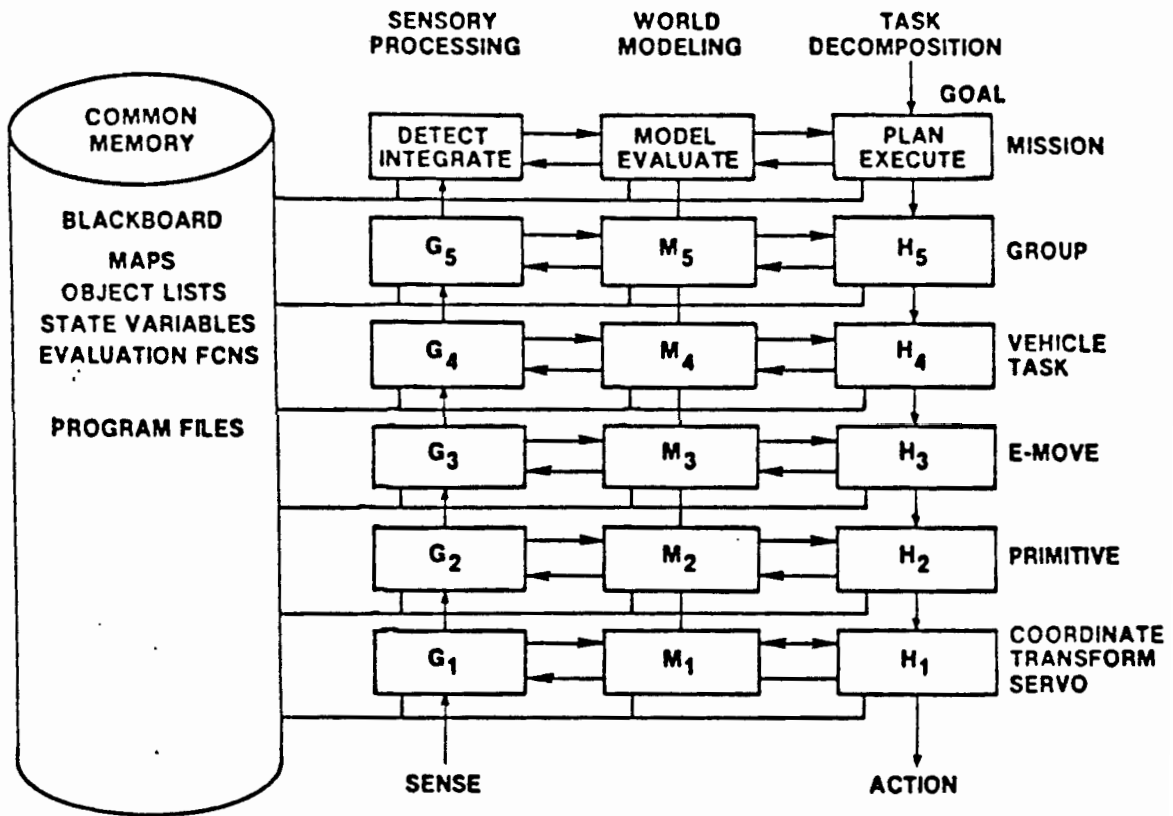 SENSORY
PROCESSING
WORLD
MODELING
TASK
DECOMPOSITION
GOAL
COMMON
MEMORY
BLACKBOARD
MAPS
OBJECT LISTS
STATE VARIABLES
EVALUATION FCNS
PROGRAM FILES
DETECT
INTEGRATE
MODEL
EVALUATE
PLAN
EXECUTE
MISSION
G5
M5
H5
GROUP
G4
M4
H4
VEHICLE
TASK
G3
M3
H3
E-MOVE
G2
M2
H2
PRIMITIVE
G1
M1
H1
COORDINATE
TRANSFORM
SERVO
SENSE
ACTION